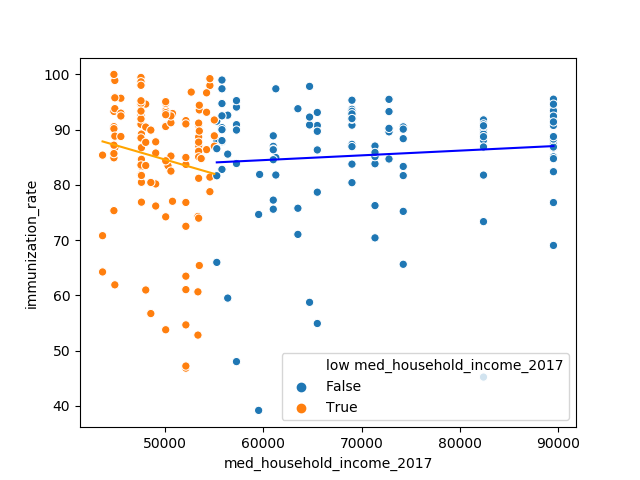 100
90
80
70
60
50
40
immunization_rate
low med_household_income_2017
False
True
50000 60000 70000 80000 90000
med_household_income_2017